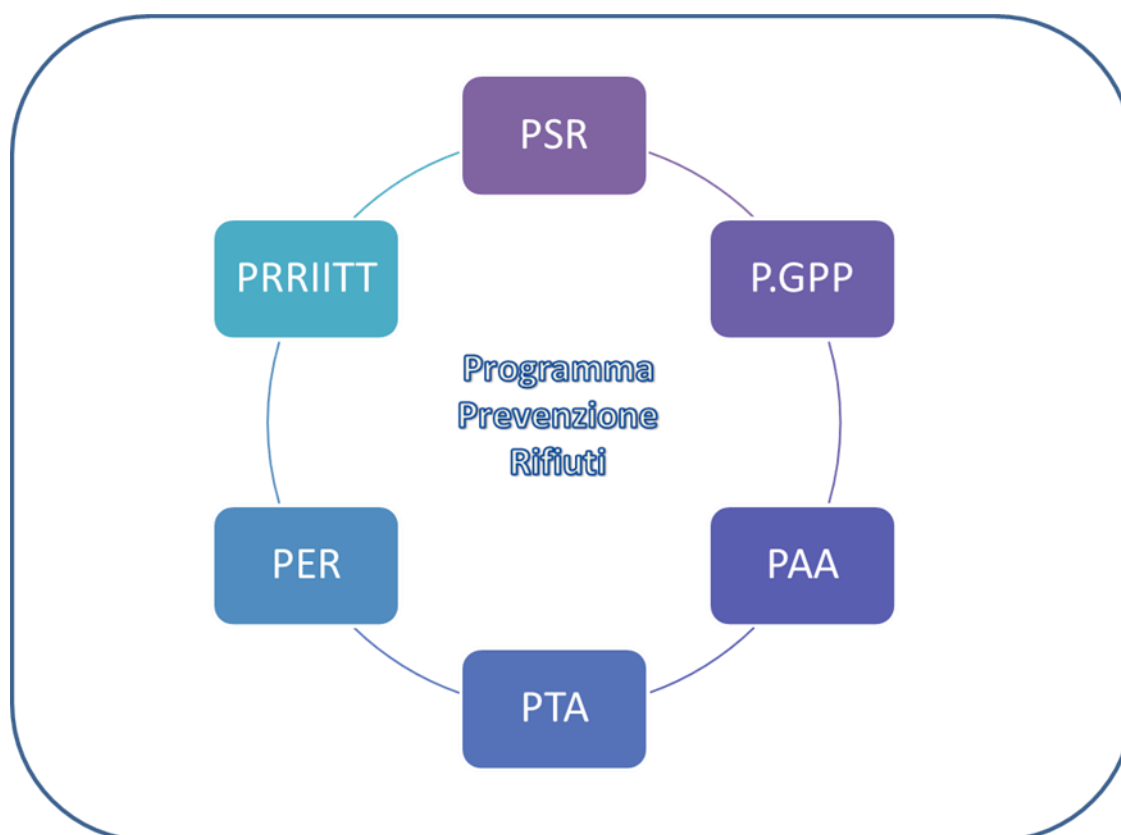 PSR
PRRIITT
P.GPP
Programma
Prevenzione
Rifiuti
PER
PAA
PTA